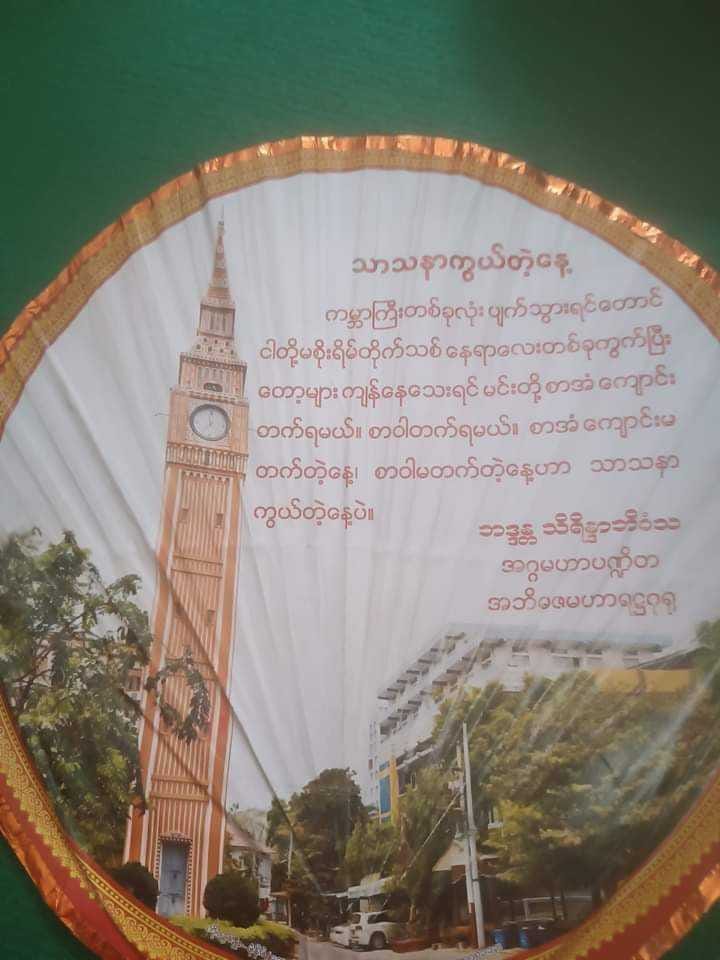 သာသနာကွယ်တဲ့နေ့
ကမ္ဘာကြီးတစ်ခုလုံး ပျက်သွားရင်တောင်
ငါတို့မစိုးရိမ်တိုက်သစ် နေရာလေးတစ်ခုကွက်ပြီး
တော့များ ကျန်နေသေးရင် မင်းတို့ စာအံ ကျောင်း
တက်ရမယ်။ စာဝါတက်ရမယ်။ စာအံ ကျောင်းမ
တက်တဲ့နေ့၊ စာဝါမတက်တဲ့နေ့ဟာ သာသနာ
ကွယ်တဲ့နေ့ပဲ။
ဘဒ္ဒန္တ သိရိန္ဒာဘိဝံသ
အဂ္ဂမဟာပဏ္ဍိတ
အဘိဓဇမဟာရဋ္ဌဂုရု